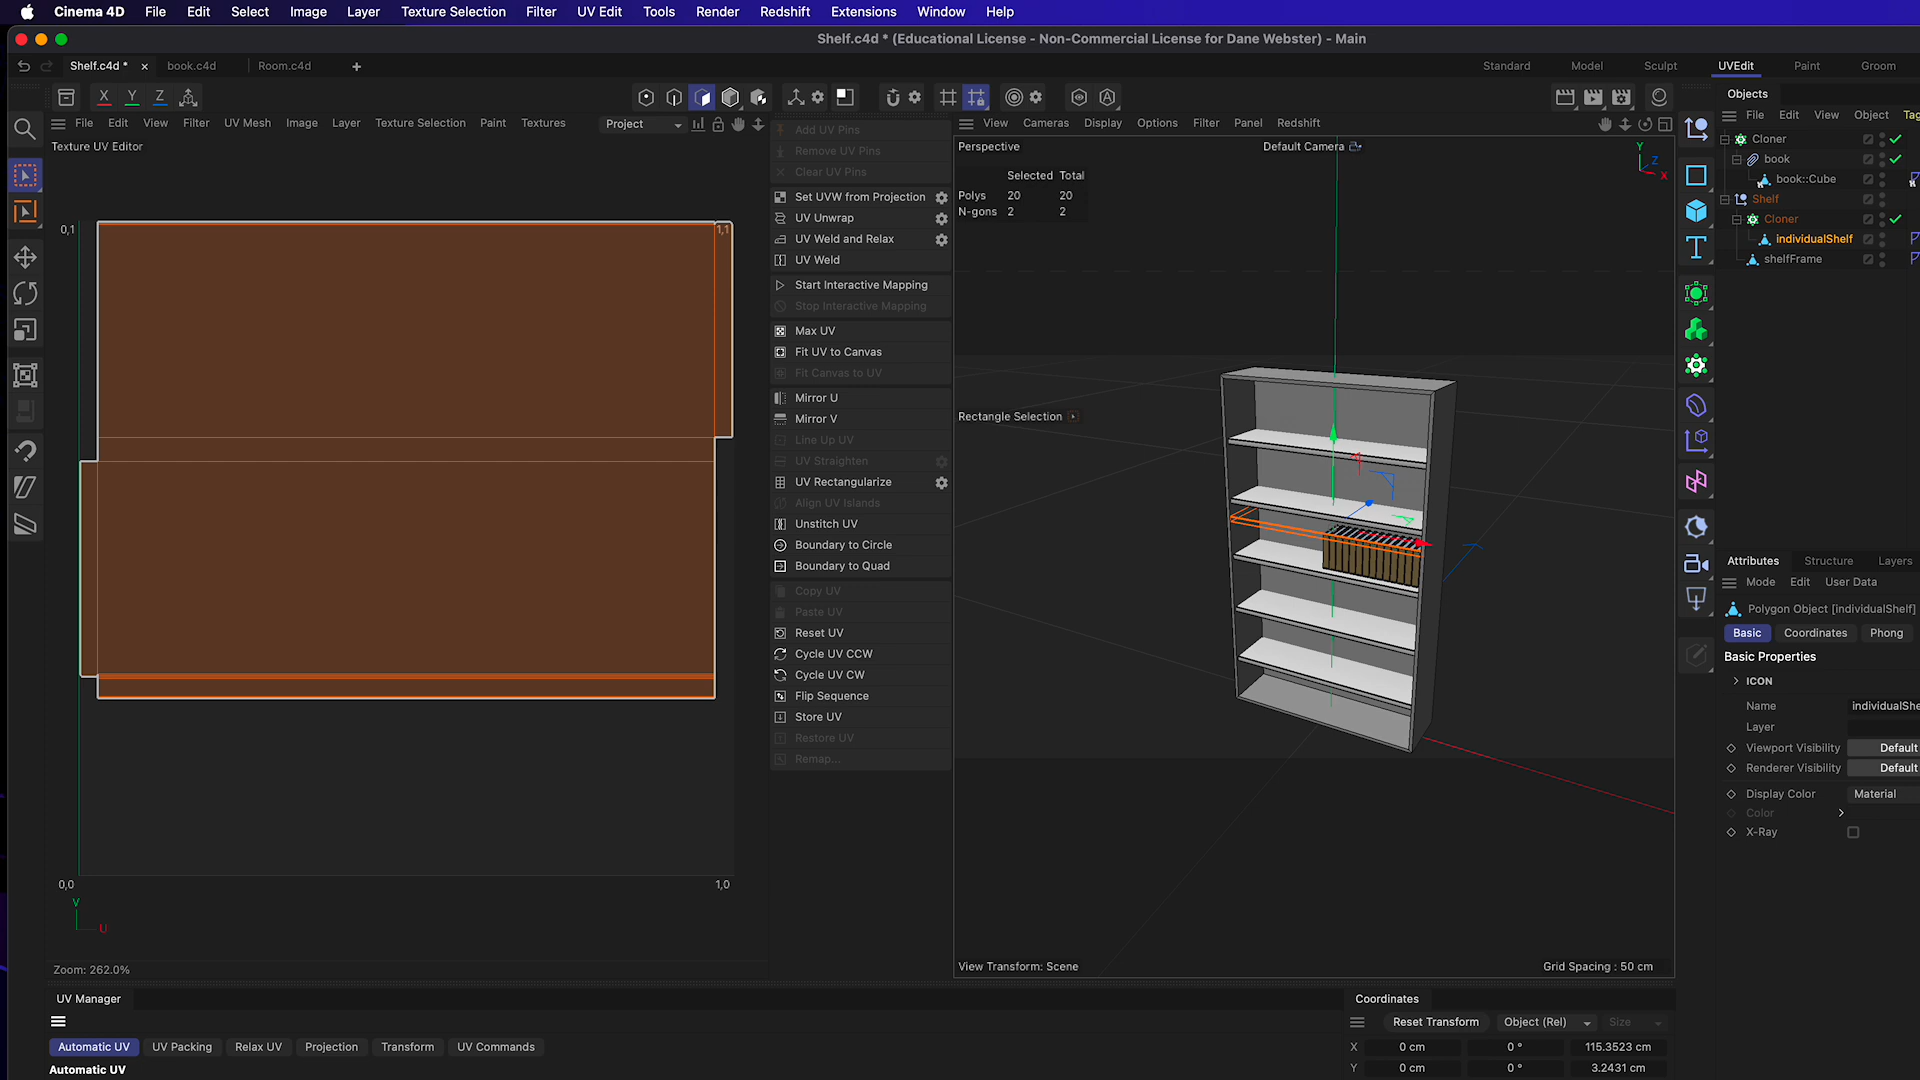 Cinema 4D File Edit Select Image Layer Texture Selection Filter UV Edit Tools Render Redshift Extensions Window Help
Shelf.c4d * (Educational License - Non-Commercial License for Dane Webster) - Main
Shelf.c4d * × book.c4d Room.c4d + Standard Model Sculpt UVEdit Paint Groom
X Y Z
File Edit View Filter UV Mesh Image Layer Texture Selection Paint Textures Project
Texture UV Editor
0,1
1,1
0,0
1,0
V
U
Zoom: 262.0%
Add UV Pins
Remove UV Pins
Clear UV Pins
Set UVW from Projection
UV Unwrap
UV Weld and Relax
UV Weld
Start Interactive Mapping
Stop Interactive Mapping
Max UV
Fit UV to Canvas
Fit Canvas to UV
Mirror U
Mirror V
Line Up UV
UV Straighten
UV Rectangularize
Align UV Islands
Unstitch UV
Boundary to Circle
Boundary to Quad
Copy UV
Paste UV
Reset UV
Cycle UV CCW
Cycle UV CW
Flip Sequence
Store UV
Restore UV
Remap...
View Cameras Display Options Filter Panel Redshift
Perspective
Default Camera
Y
Z
X
Selected Total
Polys 20 20
N-gons 2 2
Rectangle Selection
View Transform: Scene
Grid Spacing : 50 cm
Objects
File Edit View Object Tag
Cloner
book
book::Cube
Shelf
Cloner
individualShelf
shelfFrame
Attributes Structure Layers
Mode Edit User Data
Polygon Object [individualShelf]
Basic Coordinates Phong
Basic Properties
ICON
Name individualShe
Layer
Viewport Visibility Default
Renderer Visibility Default
Display Color Material
Color
X-Ray
UV Manager
Automatic UV UV Packing Relax UV Projection Transform UV Commands
Automatic UV
Coordinates
Reset Transform Object (Rel) Size
X 0 cm 0 ° 115.3523 cm
Y 0 cm 0 ° 3.2431 cm